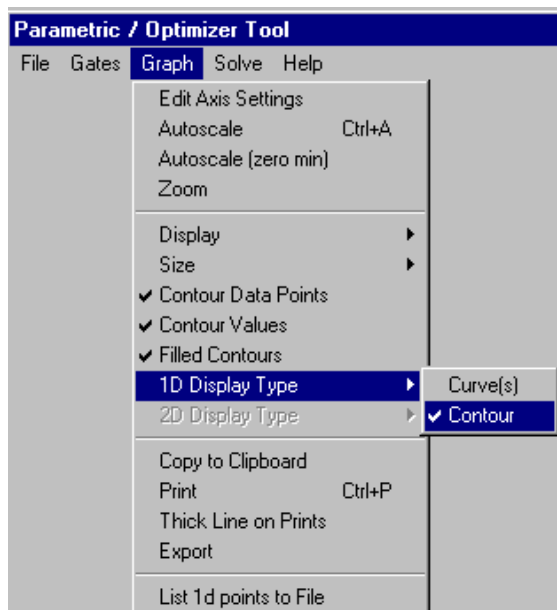 Parametric / Optimizer Tool
File Gates Graph Solve Help
Edit Axis Settings
Autoscale Ctrl+A
Autoscale (zero min)
Zoom
Display
Size
Contour Data Points
Contour Values
Filled Contours
1D Display Type Curve(s)
2D Display Type Contour
Copy to Clipboard
Print Ctrl+P
Thick Line on Prints
Export
List 1d points to File